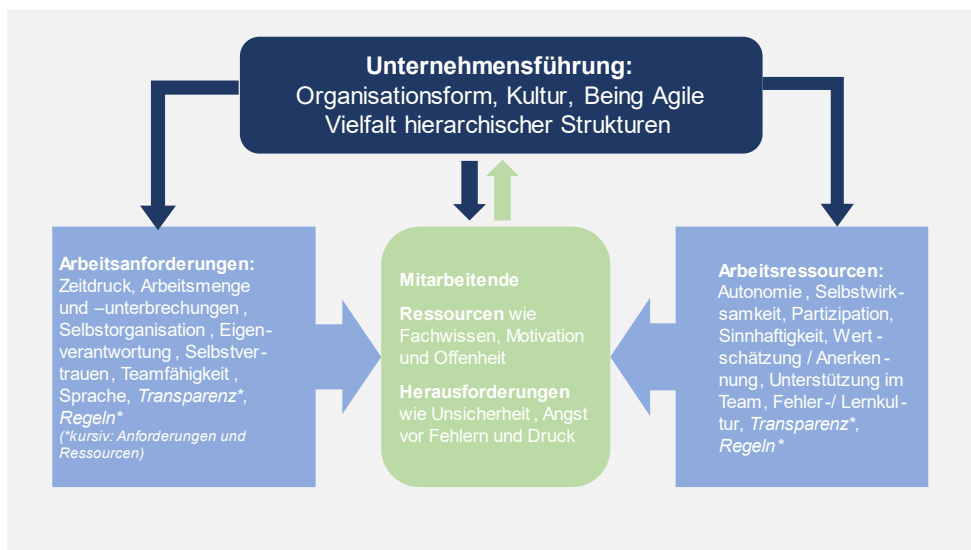 Unternehmensführung:
Organisationsform, Kultur, Being Agile
Vielfalt hierarchischer Strukturen
Arbeitsanforderungen:
Zeitdruck, Arbeitsmenge
und –unterbrechungen,
Selbstorganisation, Eigen-
verantwortung, Selbstver-
trauen, Teamfähigkeit,
Sprache, Transparenz*,
Regeln*
(*kursiv: Anforderungen und
Ressourcen)
Mitarbeitende
Ressourcen wie
Fachwissen, Motivation
und Offenheit
Herausforderungen
wie Unsicherheit, Angst
vor Fehlern und Druck
Arbeitsressourcen:
Autonomie, Selbstwirk-
samkeit, Partizipation,
Sinnhaftigkeit, Wert-
schätzung / Anerken-
nung, Unterstützung im
Team, Fehler-/ Lernkul-
tur, Transparenz*,
Regeln*